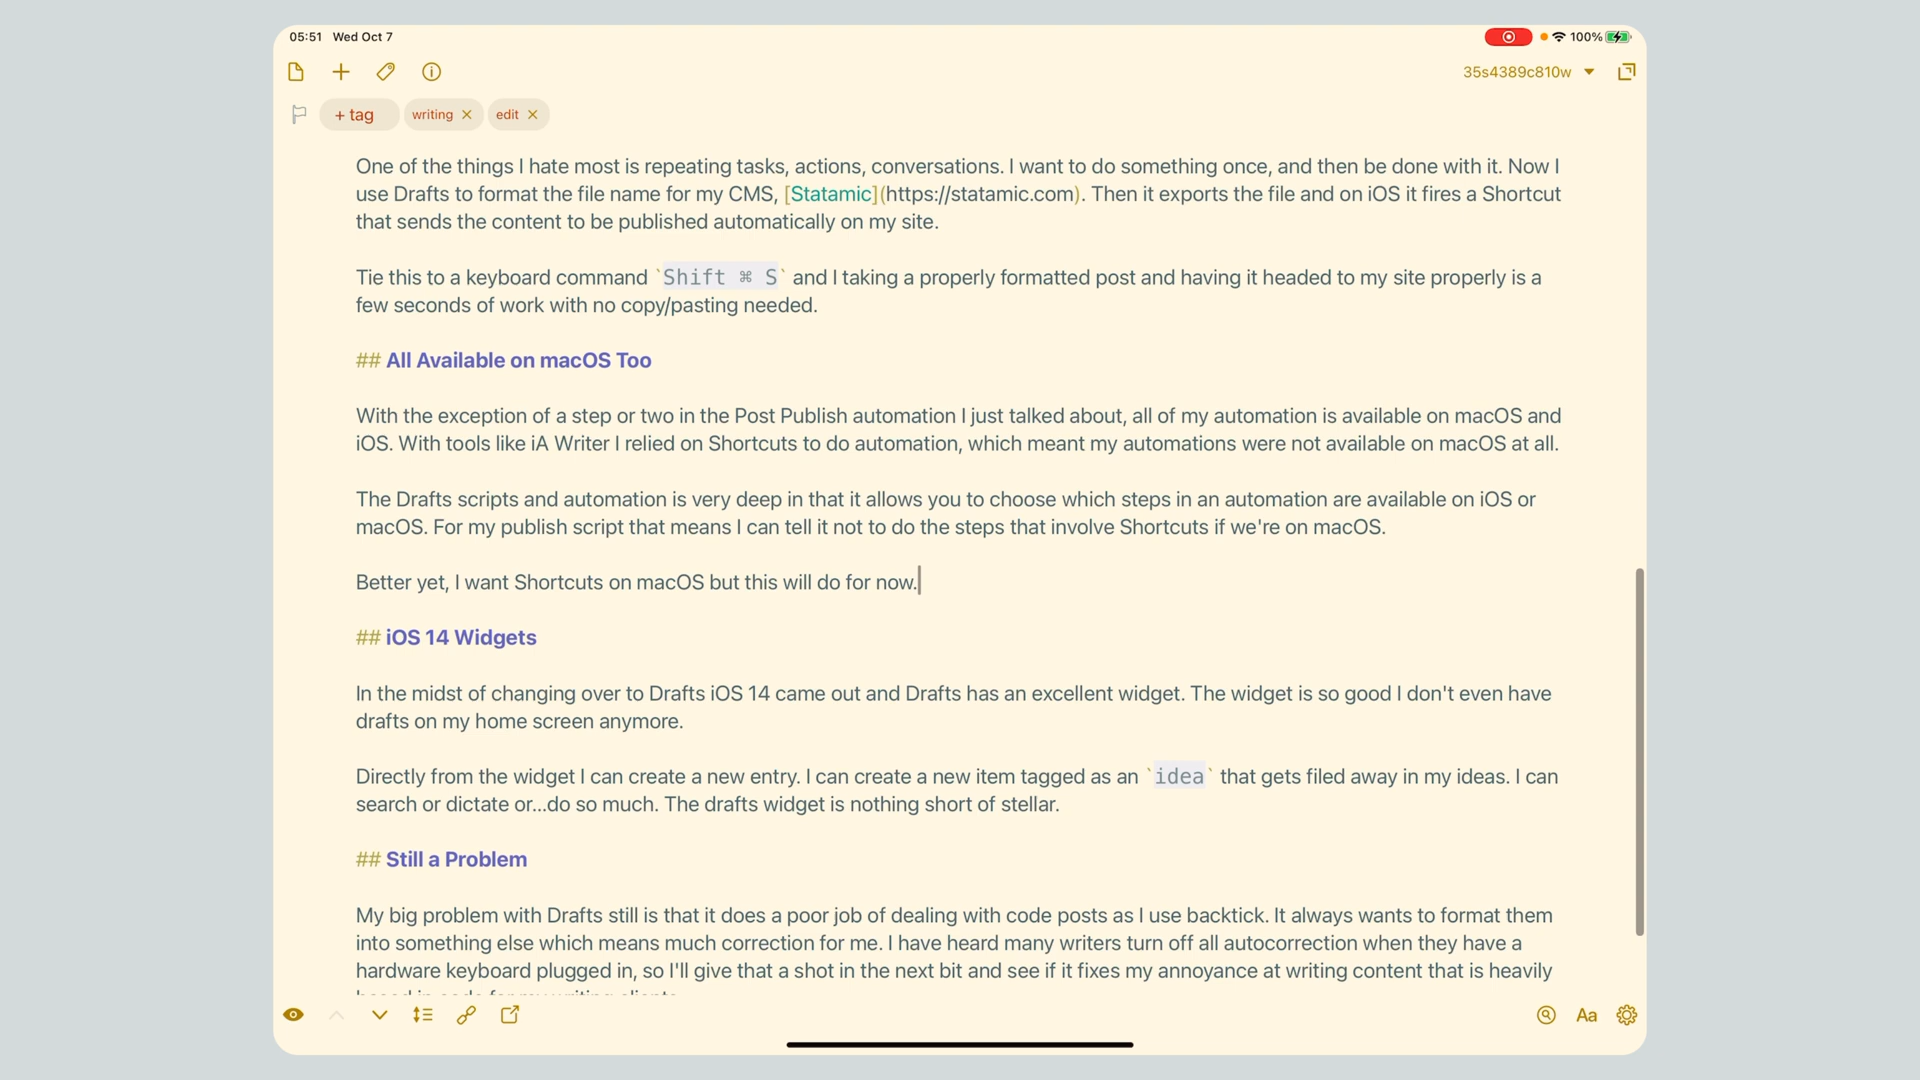 05:51 Wed Oct 7
100%
35s4389c810w
+ tag
writing
edit
One of the things I hate most is repeating tasks, actions, conversations. I want to do something once, and then be done with it. Now I
use Drafts to format the file name for my CMS, [Statamic](https://statamic.com). Then it exports the file and on iOS it fires a Shortcut
that sends the content to be published automatically on my site.
Tie this to a keyboard command `Shift ⌘ S` and I taking a properly formatted post and having it headed to my site properly is a
few seconds of work with no copy/pasting needed.
## All Available on macOS Too
With the exception of a step or two in the Post Publish automation I just talked about, all of my automation is available on macOS and
iOS. With tools like iA Writer I relied on Shortcuts to do automation, which meant my automations were not available on macOS at all.
The Drafts scripts and automation is very deep in that it allows you to choose which steps in an automation are available on iOS or
macOS. For my publish script that means I can tell it not to do the steps that involve Shortcuts if we're on macOS.
Better yet, I want Shortcuts on macOS but this will do for now.
## iOS 14 Widgets
In the midst of changing over to Drafts iOS 14 came out and Drafts has an excellent widget. The widget is so good I don't even have
drafts on my home screen anymore.
Directly from the widget I can create a new entry. I can create a new item tagged as an `idea` that gets filed away in my ideas. I can
search or dictate or...do so much. The drafts widget is nothing short of stellar.
## Still a Problem
My big problem with Drafts still is that it does a poor job of dealing with code posts as I use backtick. It always wants to format them
into something else which means much correction for me. I have heard many writers turn off all autocorrection when they have a
hardware keyboard plugged in, so I'll give that a shot in the next bit and see if it fixes my annoyance at writing content that is heavily
Aa